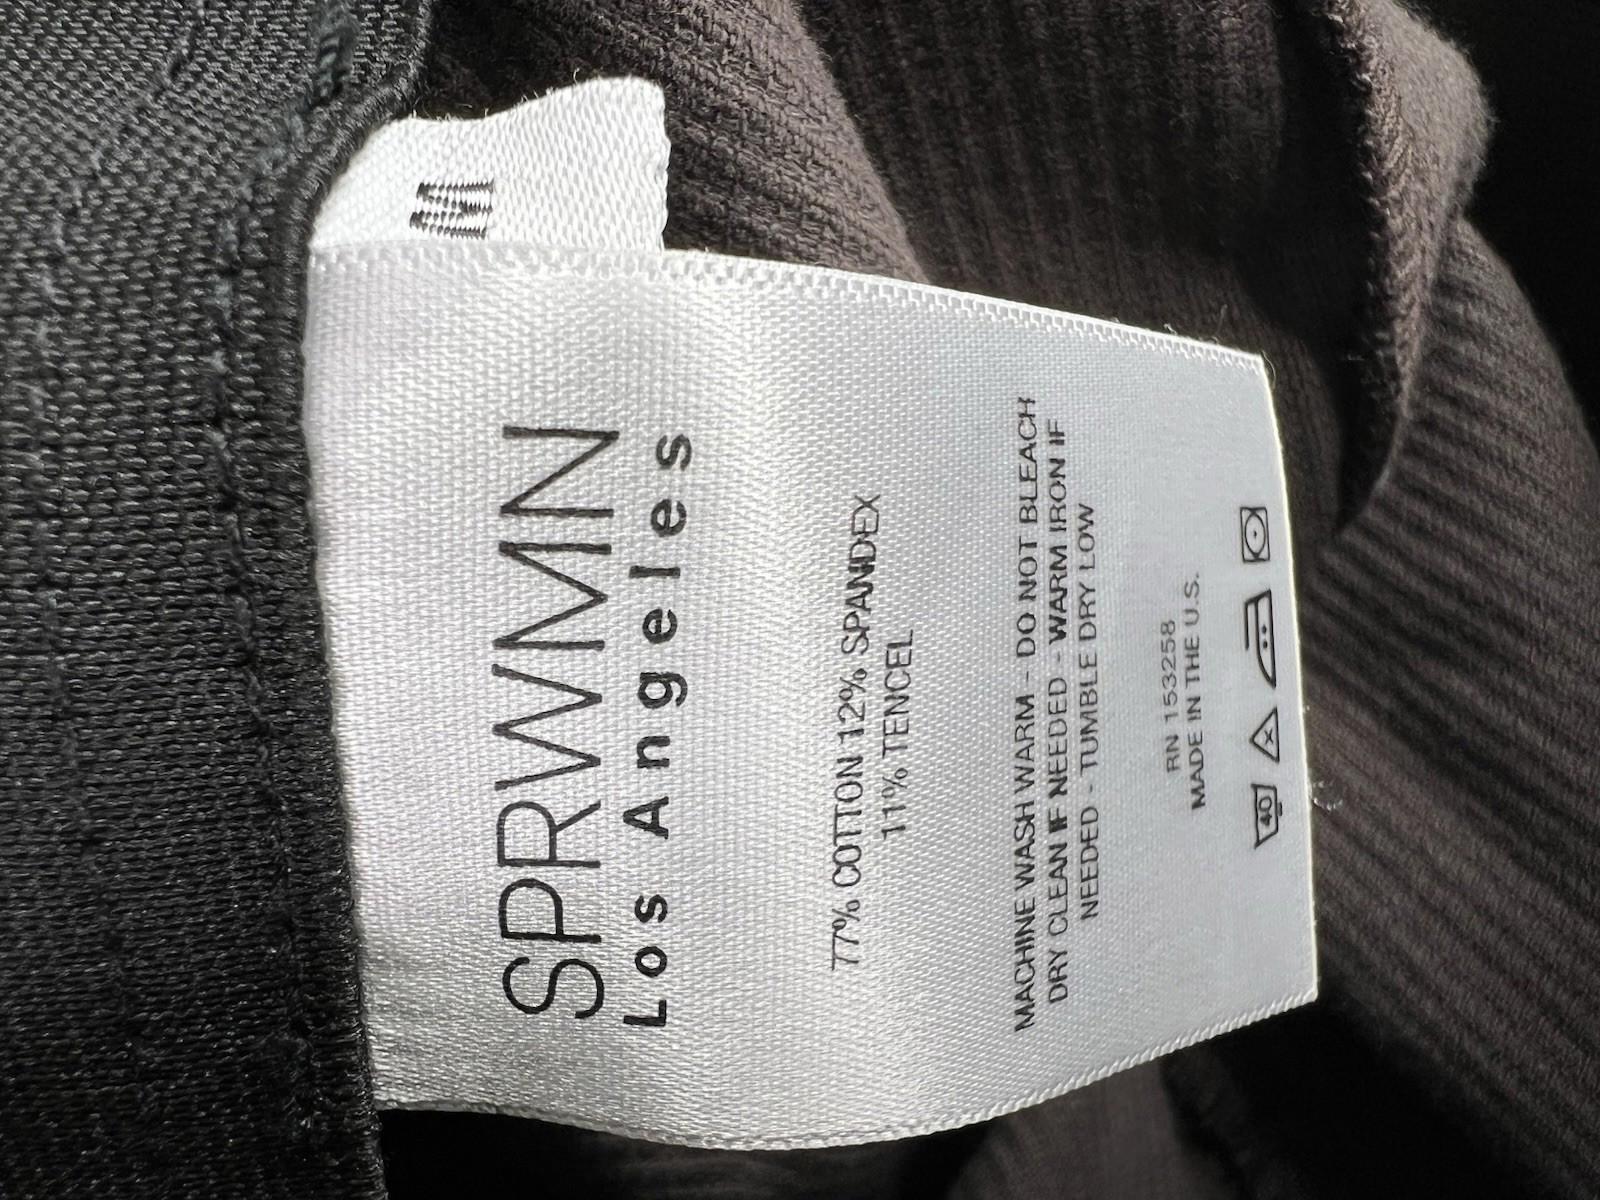 M
SPRWMN
Los Angeles
77% COTTON 12% SPANDEX
11% TENCEL
MACHINE WASH WARM - DO NOT BLEACH
DRY CLEAN IF NEEDED - WARM IRON IF
NEEDED - TUMBLE DRY LOW
RN 153258
MADE IN THE U.S.
40